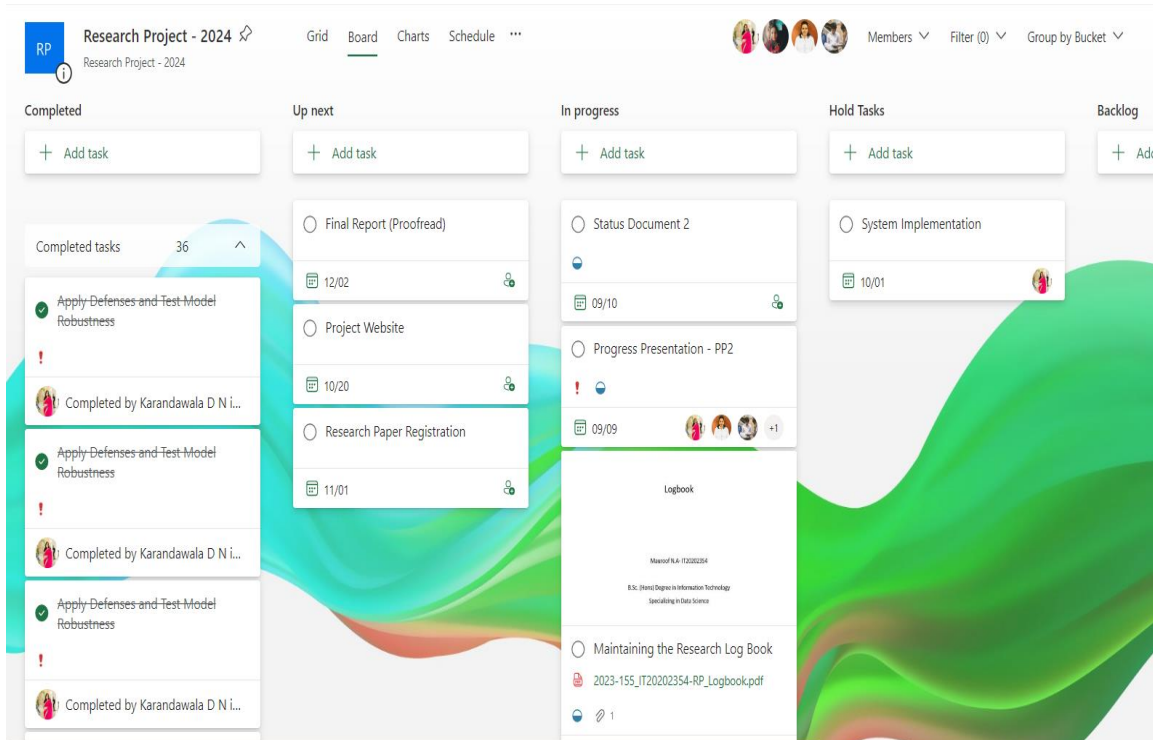 RP
Research Project - 2024
Research Project - 2024
Grid
Board
Charts
Schedule
...
Members
Filter (0)
Group by Bucket
Completed
+ Add task
Completed tasks 36
Apply Defenses and Test Model
Robustness
!
Completed by Karandawala D N i...
Apply Defenses and Test Model
Robustness
!
Completed by Karandawala D N i...
Apply Defenses and Test Model
Robustness
!
Completed by Karandawala D N i...
Up next
+ Add task
Final Report (Proofread)
12/02
Project Website
10/20
Research Paper Registration
11/01
In progress
+ Add task
Status Document 2
09/10
Progress Presentation - PP2
!
09/09
+1
Logbook
B.Sc. (Hons) Degree in Information Technology
Specializing in Data Science
Maintaining the Research Log Book
2023-155_IT20202354-RP_Logbook.pdf
1
Hold Tasks
+ Add task
System Implementation
10/01
Backlog
+ Add